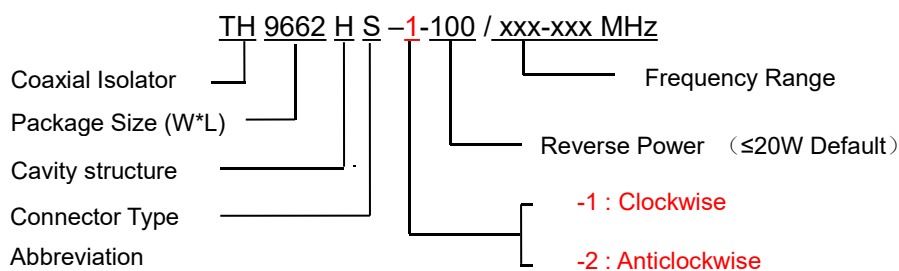 TH 9662 H S –1-100 / xxx-xxx MHz
Coaxial Isolator
Frequency Range
Package Size (W*L)
Reverse Power （≤20W Default）
Cavity structure
-1 : Clockwise
Connector Type
Abbreviation
-2 : Anticlockwise